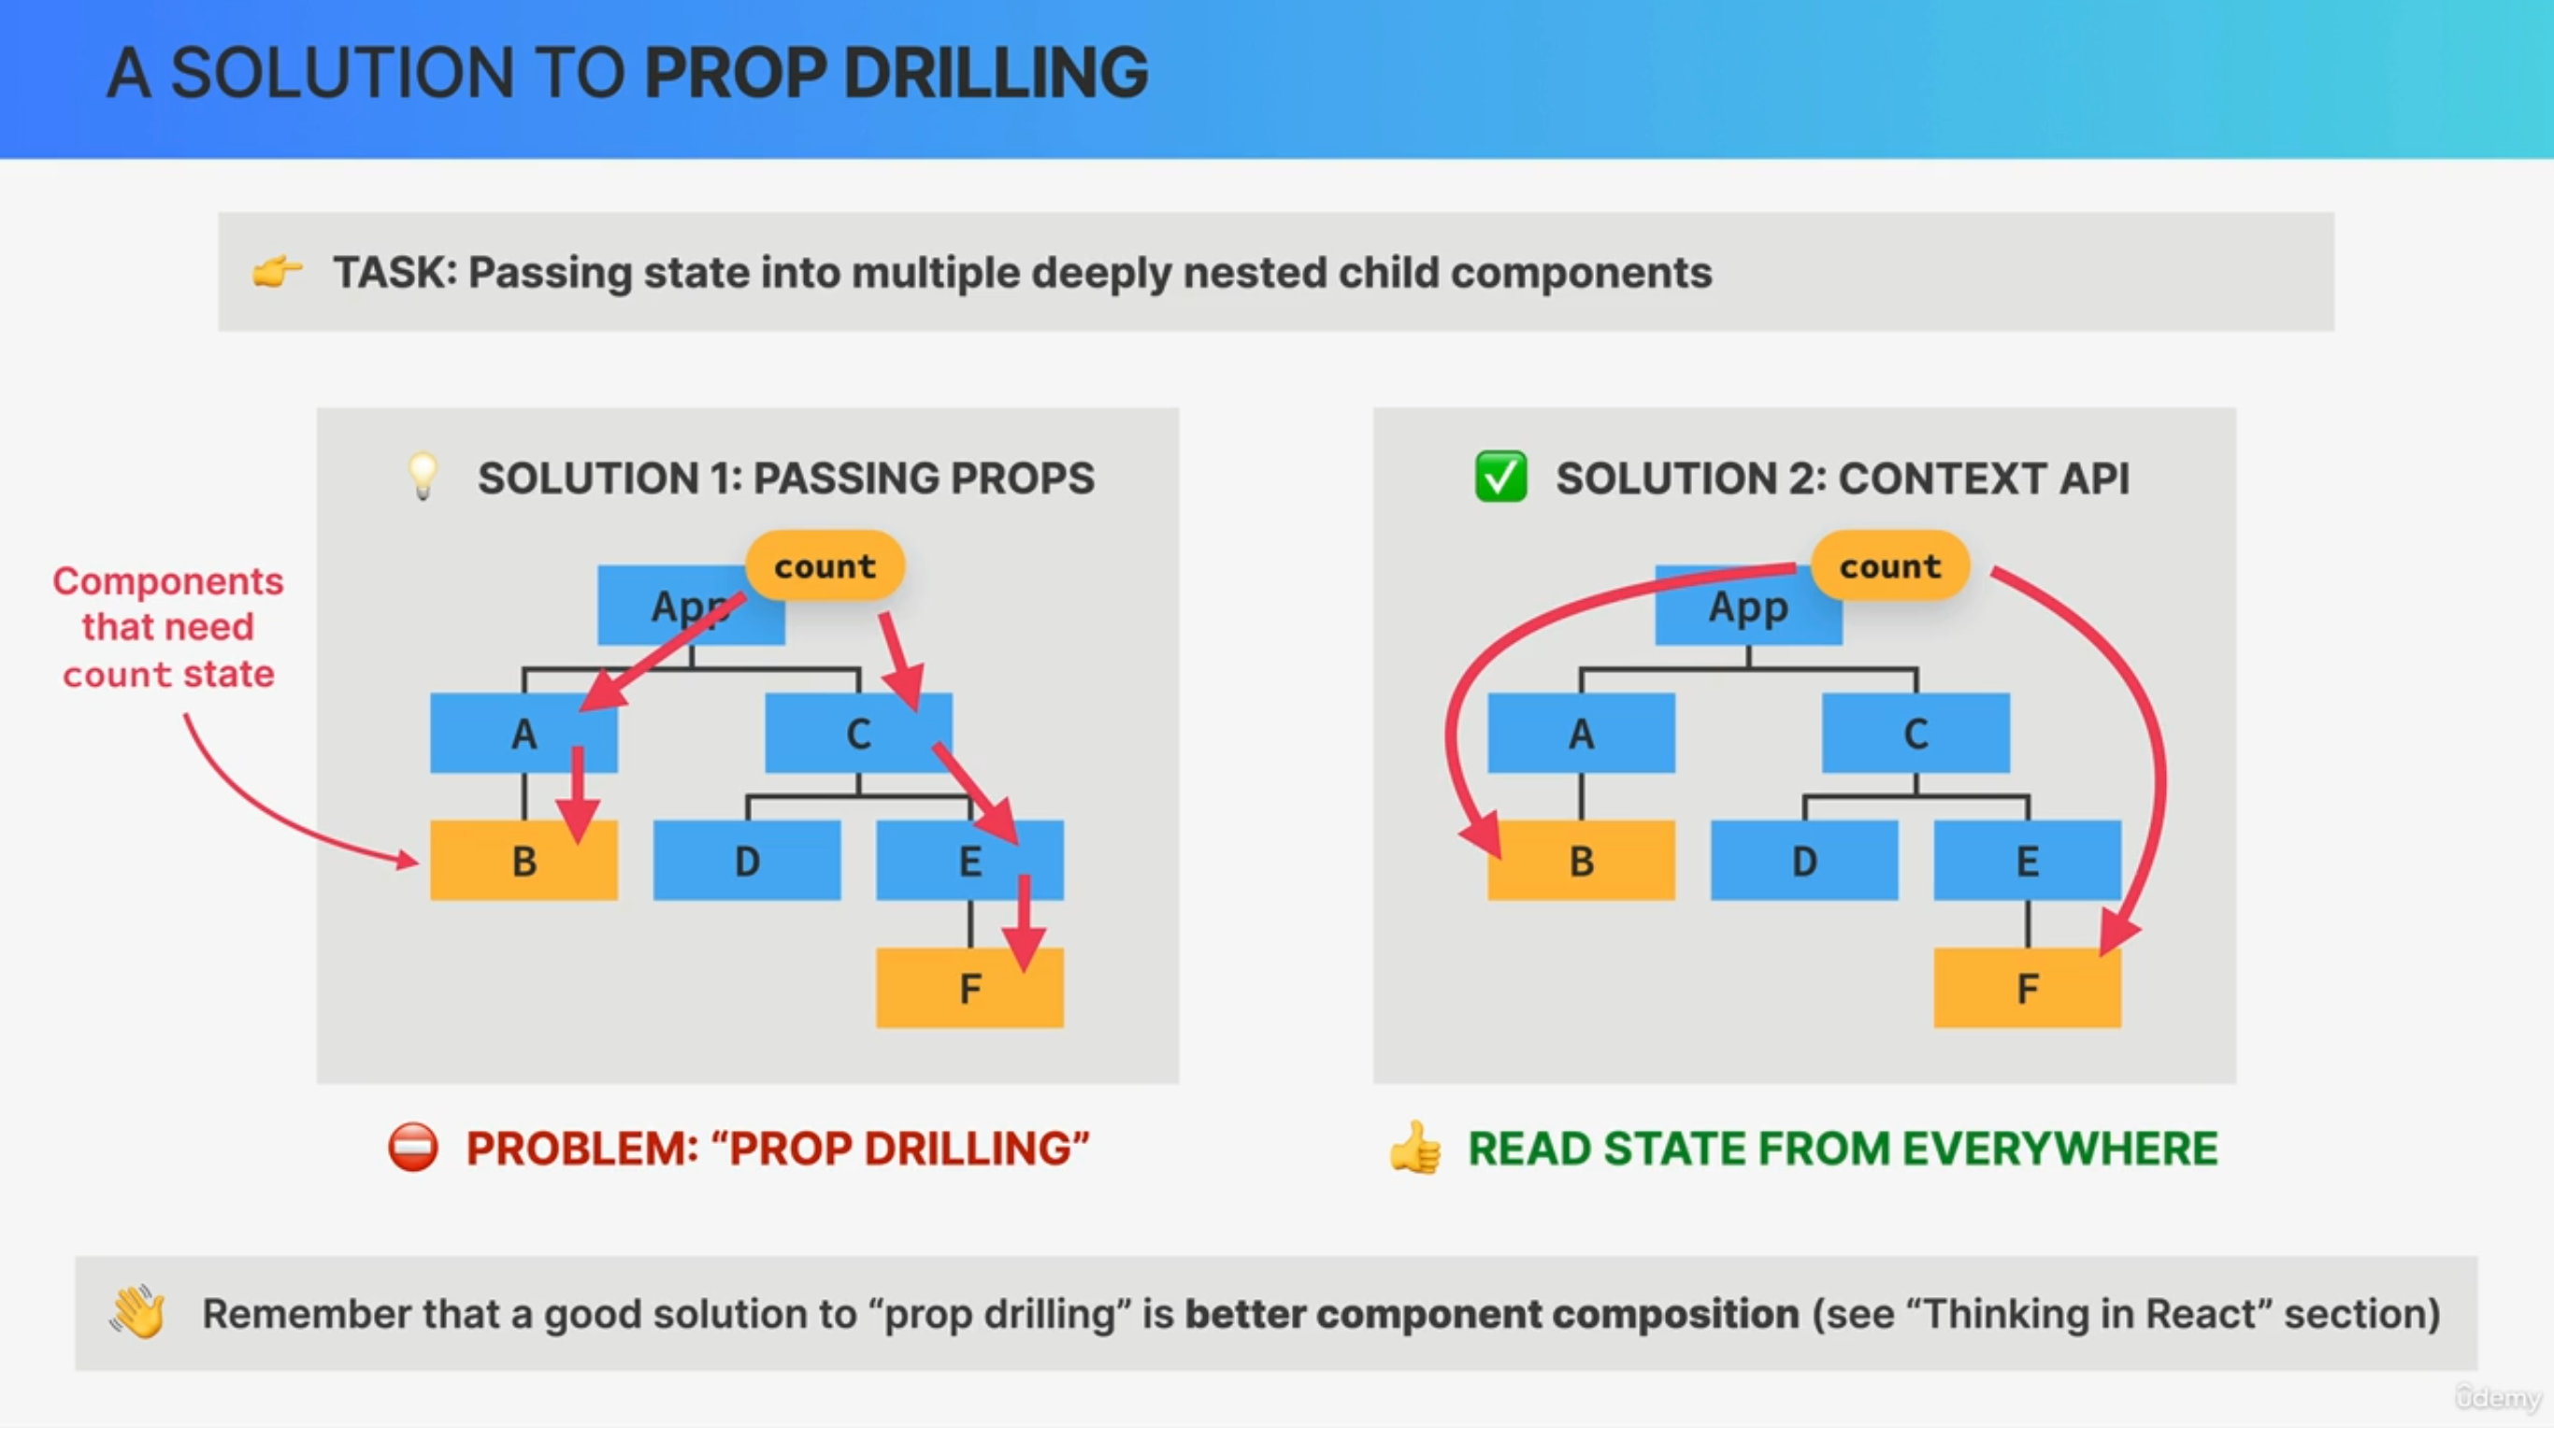 A SOLUTION TO PROP DRILLING
TASK: Passing state into multiple deeply nested child components
SOLUTION 1: PASSING PROPS
Components
that need
count state
count
App
A
C
B
D
E
F
PROBLEM: “PROP DRILLING”
SOLUTION 2: CONTEXT API
count
App
A
C
B
D
E
F
READ STATE FROM EVERYWHERE
Remember that a good solution to “prop drilling” is better component composition (see “Thinking in React” section)
ûdemy